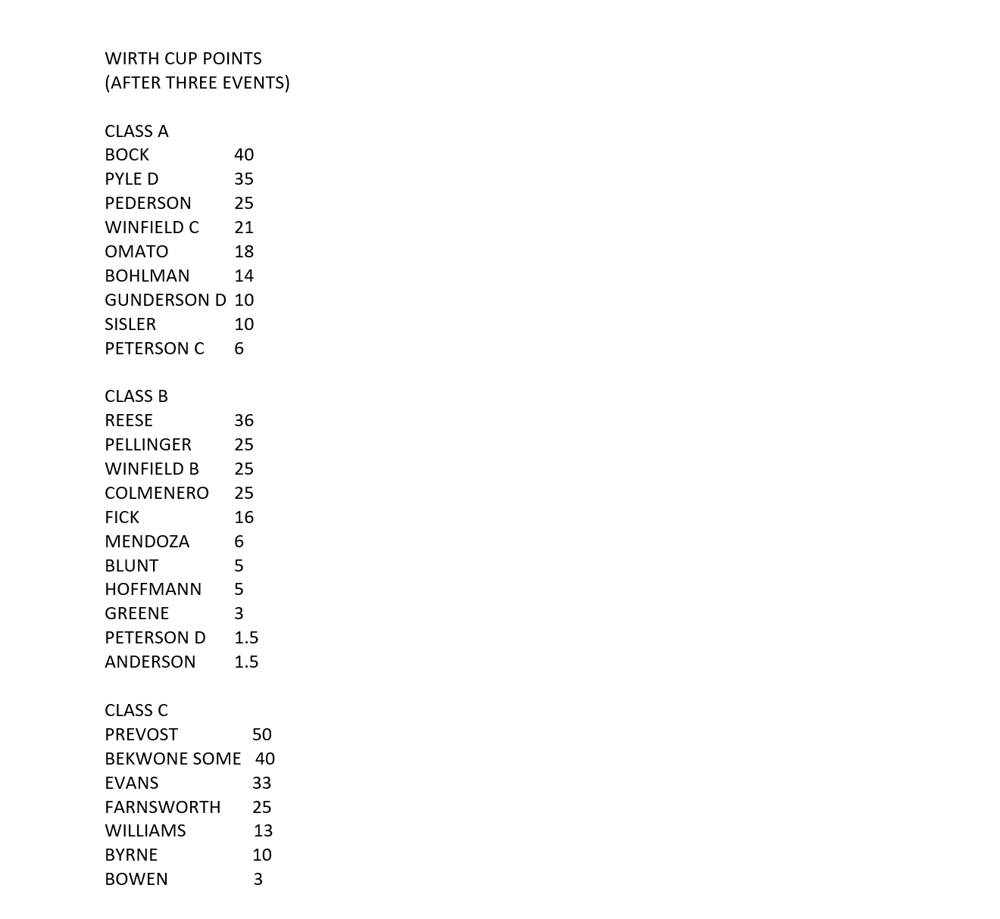 WIRTH CUP POINTS
(AFTER THREE EVENTS)
CLASS A
BOCK 40
PYLE D 35
PEDERSON 25
WINFIELD C 21
OMATO 18
BOHLMAN 14
GUNDERSON D 10
SISLER 10
PETERSON C 6
CLASS B
REESE 36
PELLINGER 25
WINFIELD B 25
COLMENERO 25
FICK 16
MENDOZA 6
BLUNT 5
HOFFMANN 5
GREENE 3
PETERSON D 1.5
ANDERSON 1.5
CLASS C
PREVOST 50
BEKWONE SOME 40
EVANS 33
FARNSWORTH 25
WILLIAMS 13
BYRNE 10
BOWEN 3